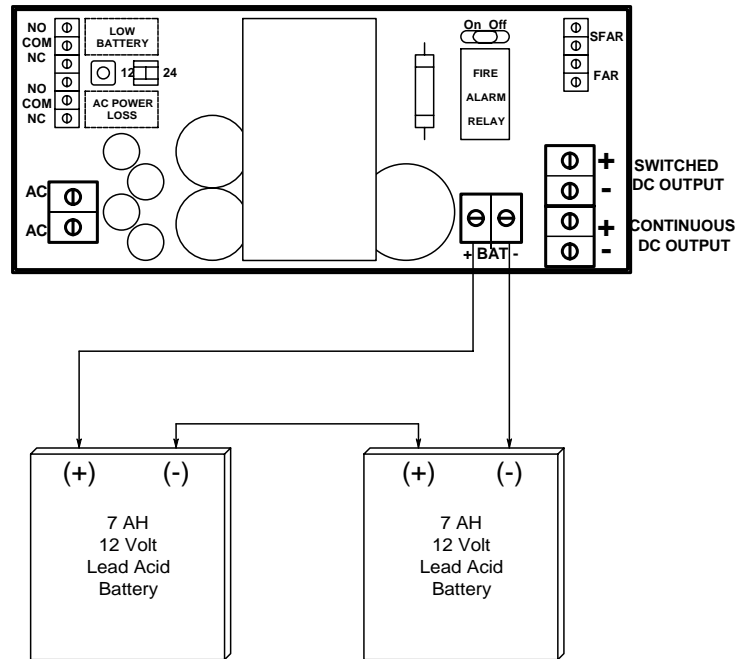 NO
COM
NC
NO
COM
NC
LOW
BATTERY
12
24
AC POWER
LOSS
On Off
FIRE
ALARM
RELAY
SFAR
FAR
AC
AC
+ BAT -
+
-
SWITCHED
DC OUTPUT
+
-
CONTINUOUS
DC OUTPUT
(+) (-)
7 AH
12 Volt
Lead Acid
Battery
(+) (-)
7 AH
12 Volt
Lead Acid
Battery